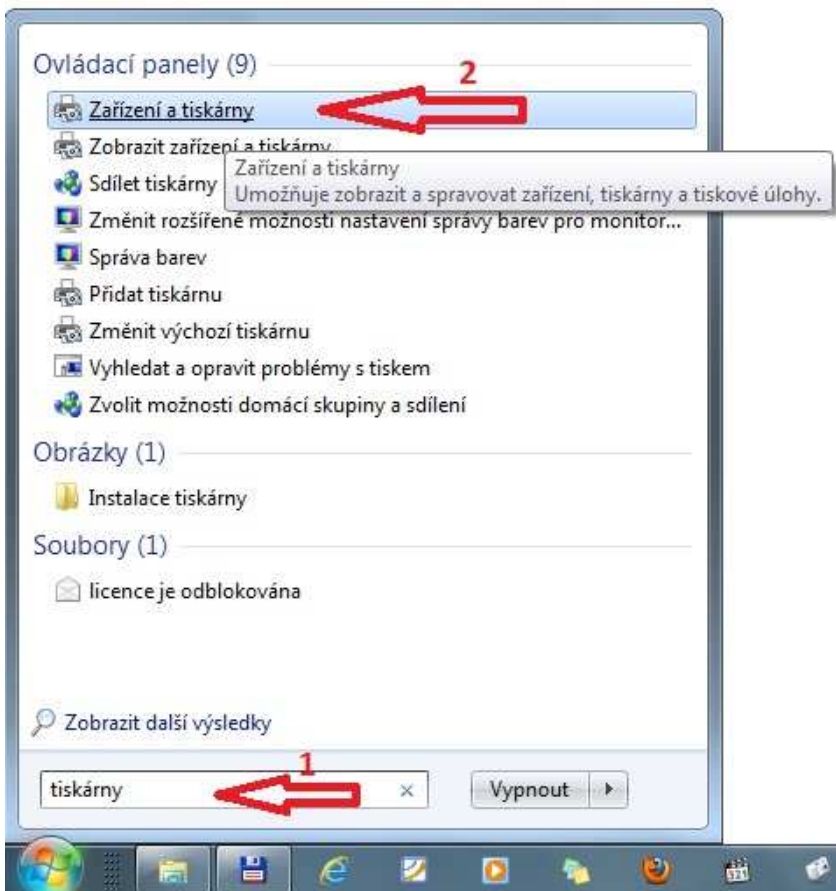 Ovládací panely (9)
2
Zařízení a tiskárny
Zobrazit zařízení a tiskárny
Zařízení a tiskárny
Sdílet tiskárny
Umožňuje zobrazit a spravovat zařízení, tiskárny a tiskové úlohy.
Změnit rozšířené možnosti nastavení správy barev pro monitor...
Správa barev
Přidat tiskárnu
Změnit výchozí tiskárnu
Vyhledat a opravit problémy s tiskem
Zvolit možnosti domácí skupiny a sdílení
Obrázky (1)
Instalace tiskárny
Soubory (1)
licence je odblokována
Zobrazit další výsledky
1
tiskárny
Vypnout
321